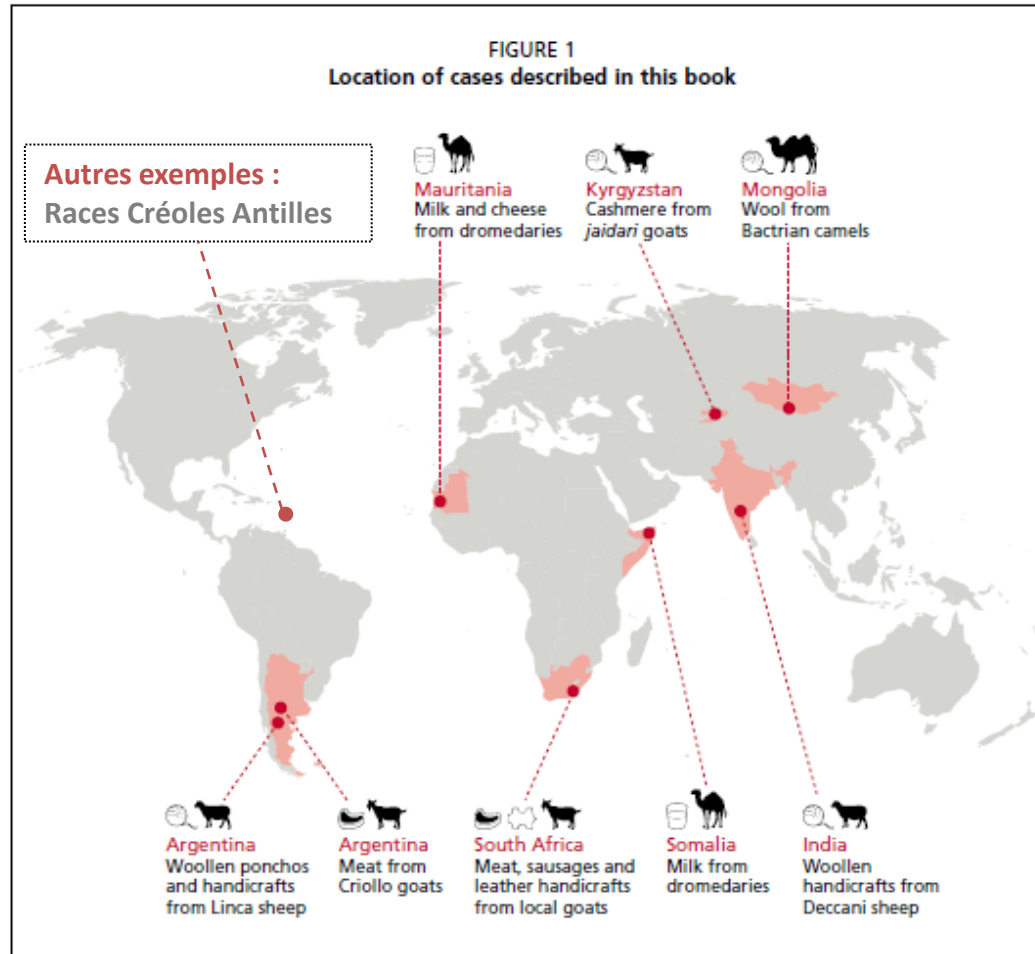 FIGURE 1
Location of cases described in this book
Autres exemples :
Races Créoles Antilles
Mauritania
Milk and cheese
from dromedaries
Kyrgyzstan
Cashmere from
jaidari goats
Mongolia
Wool from
Bactrian camels
Argentina
Woollen ponchos
and handicrafts
from Linca sheep
Argentina
Meat from
Criollo goats
South Africa
Meat, sausages and
leather handicrafts
from local goats
Somalia
Milk from
dromedaries
India
Woollen
handicrafts from
Deccani sheep